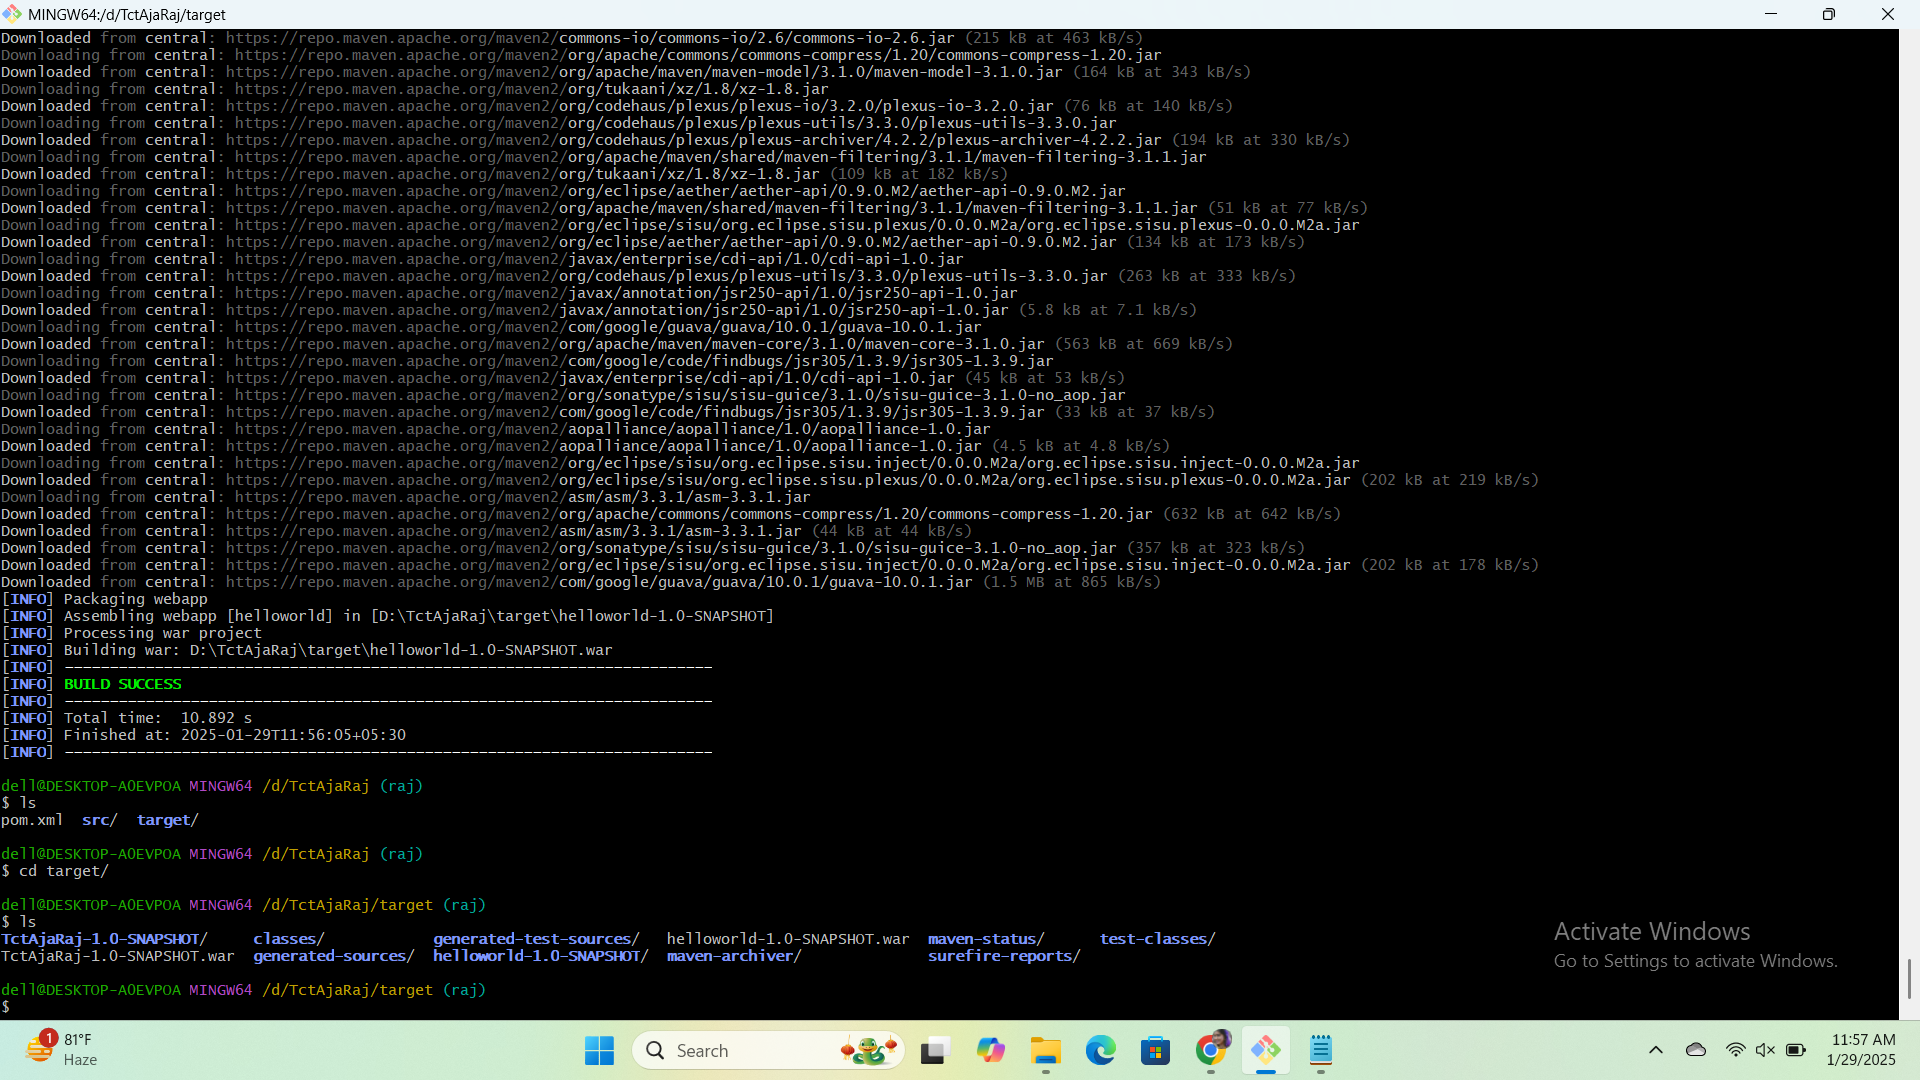 MINGW64:/d/TctAjaRaj/target
Downloaded from central: https://repo.maven.apache.org/maven2/commons-io/commons-io/2.6/commons-io-2.6.jar (215 kB at 463 kB/s)
Downloading from central: https://repo.maven.apache.org/maven2/org/apache/commons/commons-compress/1.20/commons-compress-1.20.jar
Downloaded from central: https://repo.maven.apache.org/maven2/org/apache/maven/maven-model/3.1.0/maven-model-3.1.0.jar (164 kB at 343 kB/s)
Downloading from central: https://repo.maven.apache.org/maven2/org/tukaani/xz/1.8/xz-1.8.jar
Downloaded from central: https://repo.maven.apache.org/maven2/org/codehaus/plexus/plexus-io/3.2.0/plexus-io-3.2.0.jar (76 kB at 140 kB/s)
Downloading from central: https://repo.maven.apache.org/maven2/org/codehaus/plexus/plexus-utils/3.3.0/plexus-utils-3.3.0.jar
Downloaded from central: https://repo.maven.apache.org/maven2/org/codehaus/plexus/plexus-archiver/4.2.2/plexus-archiver-4.2.2.jar (194 kB at 330 kB/s)
Downloading from central: https://repo.maven.apache.org/maven2/org/apache/maven/shared/maven-filtering/3.1.1/maven-filtering-3.1.1.jar
Downloaded from central: https://repo.maven.apache.org/maven2/org/tukaani/xz/1.8/xz-1.8.jar (109 kB at 182 kB/s)
Downloading from central: https://repo.maven.apache.org/maven2/org/eclipse/aether/aether-api/0.9.0.M2/aether-api-0.9.0.M2.jar
Downloaded from central: https://repo.maven.apache.org/maven2/org/apache/maven/shared/maven-filtering/3.1.1/maven-filtering-3.1.1.jar (51 kB at 77 kB/s)
Downloading from central: https://repo.maven.apache.org/maven2/org/eclipse/sisu/org.eclipse.sisu.plexus/0.0.0.M2a/org.eclipse.sisu.plexus-0.0.0.M2a.jar
Downloaded from central: https://repo.maven.apache.org/maven2/org/eclipse/aether/aether-api/0.9.0.M2/aether-api-0.9.0.M2.jar (134 kB at 173 kB/s)
Downloading from central: https://repo.maven.apache.org/maven2/javax/enterprise/cdi-api/1.0/cdi-api-1.0.jar
Downloaded from central: https://repo.maven.apache.org/maven2/org/codehaus/plexus/plexus-utils/3.3.0/plexus-utils-3.3.0.jar (263 kB at 333 kB/s)
Downloading from central: https://repo.maven.apache.org/maven2/javax/annotation/jsr250-api/1.0/jsr250-api-1.0.jar
Downloaded from central: https://repo.maven.apache.org/maven2/javax/annotation/jsr250-api/1.0/jsr250-api-1.0.jar (5.8 kB at 7.1 kB/s)
Downloading from central: https://repo.maven.apache.org/maven2/com/google/guava/guava/10.0.1/guava-10.0.1.jar
Downloaded from central: https://repo.maven.apache.org/maven2/org/apache/maven/maven-core/3.1.0/maven-core-3.1.0.jar (563 kB at 669 kB/s)
Downloading from central: https://repo.maven.apache.org/maven2/com/google/code/findbugs/jsr305/1.3.9/jsr305-1.3.9.jar
Downloaded from central: https://repo.maven.apache.org/maven2/javax/enterprise/cdi-api/1.0/cdi-api-1.0.jar (45 kB at 53 kB/s)
Downloading from central: https://repo.maven.apache.org/maven2/org/sonatype/sisu/sisu-guice/3.1.0/sisu-guice-3.1.0-no_aop.jar
Downloaded from central: https://repo.maven.apache.org/maven2/com/google/code/findbugs/jsr305/1.3.9/jsr305-1.3.9.jar (33 kB at 37 kB/s)
Downloading from central: https://repo.maven.apache.org/maven2/aopalliance/aopalliance/1.0/aopalliance-1.0.jar
Downloaded from central: https://repo.maven.apache.org/maven2/aopalliance/aopalliance/1.0/aopalliance-1.0.jar (4.5 kB at 4.8 kB/s)
Downloading from central: https://repo.maven.apache.org/maven2/org/eclipse/sisu/org.eclipse.sisu.inject/0.0.0.M2a/org.eclipse.sisu.inject-0.0.0.M2a.jar
Downloaded from central: https://repo.maven.apache.org/maven2/org/eclipse/sisu/org.eclipse.sisu.plexus/0.0.0.M2a/org.eclipse.sisu.plexus-0.0.0.M2a.jar (202 kB at 219 kB/s)
Downloading from central: https://repo.maven.apache.org/maven2/asm/asm/3.3.1/asm-3.3.1.jar
Downloaded from central: https://repo.maven.apache.org/maven2/org/apache/commons/commons-compress/1.20/commons-compress-1.20.jar (632 kB at 642 kB/s)
Downloaded from central: https://repo.maven.apache.org/maven2/asm/asm/3.3.1/asm-3.3.1.jar (44 kB at 44 kB/s)
Downloaded from central: https://repo.maven.apache.org/maven2/org/sonatype/sisu/sisu-guice/3.1.0/sisu-guice-3.1.0-no_aop.jar (357 kB at 323 kB/s)
Downloaded from central: https://repo.maven.apache.org/maven2/org/eclipse/sisu/org.eclipse.sisu.inject/0.0.0.M2a/org.eclipse.sisu.inject-0.0.0.M2a.jar (202 kB at 178 kB/s)
Downloaded from central: https://repo.maven.apache.org/maven2/com/google/guava/guava/10.0.1/guava-10.0.1.jar (1.5 MB at 865 kB/s)
[INFO] Packaging webapp
[INFO] Assembling webapp [helloworld] in [D:\TctAjaRaj\target\helloworld-1.0-SNAPSHOT]
[INFO] Processing war project
[INFO] Building war: D:\TctAjaRaj\target\helloworld-1.0-SNAPSHOT.war
[INFO] ------------------------------------------------------------------------
[INFO] BUILD SUCCESS
[INFO] ------------------------------------------------------------------------
[INFO] Total time:  10.892 s
[INFO] Finished at: 2025-01-29T11:56:05+05:30
[INFO] ------------------------------------------------------------------------
dell@DESKTOP-A0EVPOA MINGW64 /d/TctAjaRaj (raj)
$ ls
pom.xml  src/  target/
dell@DESKTOP-A0EVPOA MINGW64 /d/TctAjaRaj (raj)
$ cd target/
dell@DESKTOP-A0EVPOA MINGW64 /d/TctAjaRaj/target (raj)
$ ls
TctAjaRaj-1.0-SNAPSHOT/     classes/            generated-test-sources/   helloworld-1.0-SNAPSHOT.war  maven-status/      test-classes/
TctAjaRaj-1.0-SNAPSHOT.war  generated-sources/  helloworld-1.0-SNAPSHOT/  maven-archiver/              surefire-reports/
dell@DESKTOP-A0EVPOA MINGW64 /d/TctAjaRaj/target (raj)
$
Activate Windows
Go to Settings to activate Windows.
1
81°F
Haze
Search
11:57 AM
1/29/2025